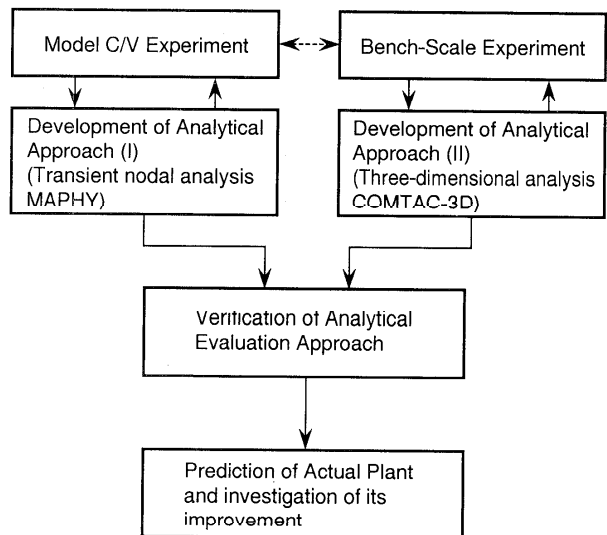 Model C/V Experiment
Bench-Scale Experiment
Development of Analytical
Approach (I)
(Transient nodal analysis
MAPHY)
Development of Analytical
Approach (II)
(Three-dimensional analysis
COMTAC-3D)
Verification of Analytical
Evaluation Approach
Prediction of Actual Plant
and investigation of its
improvement